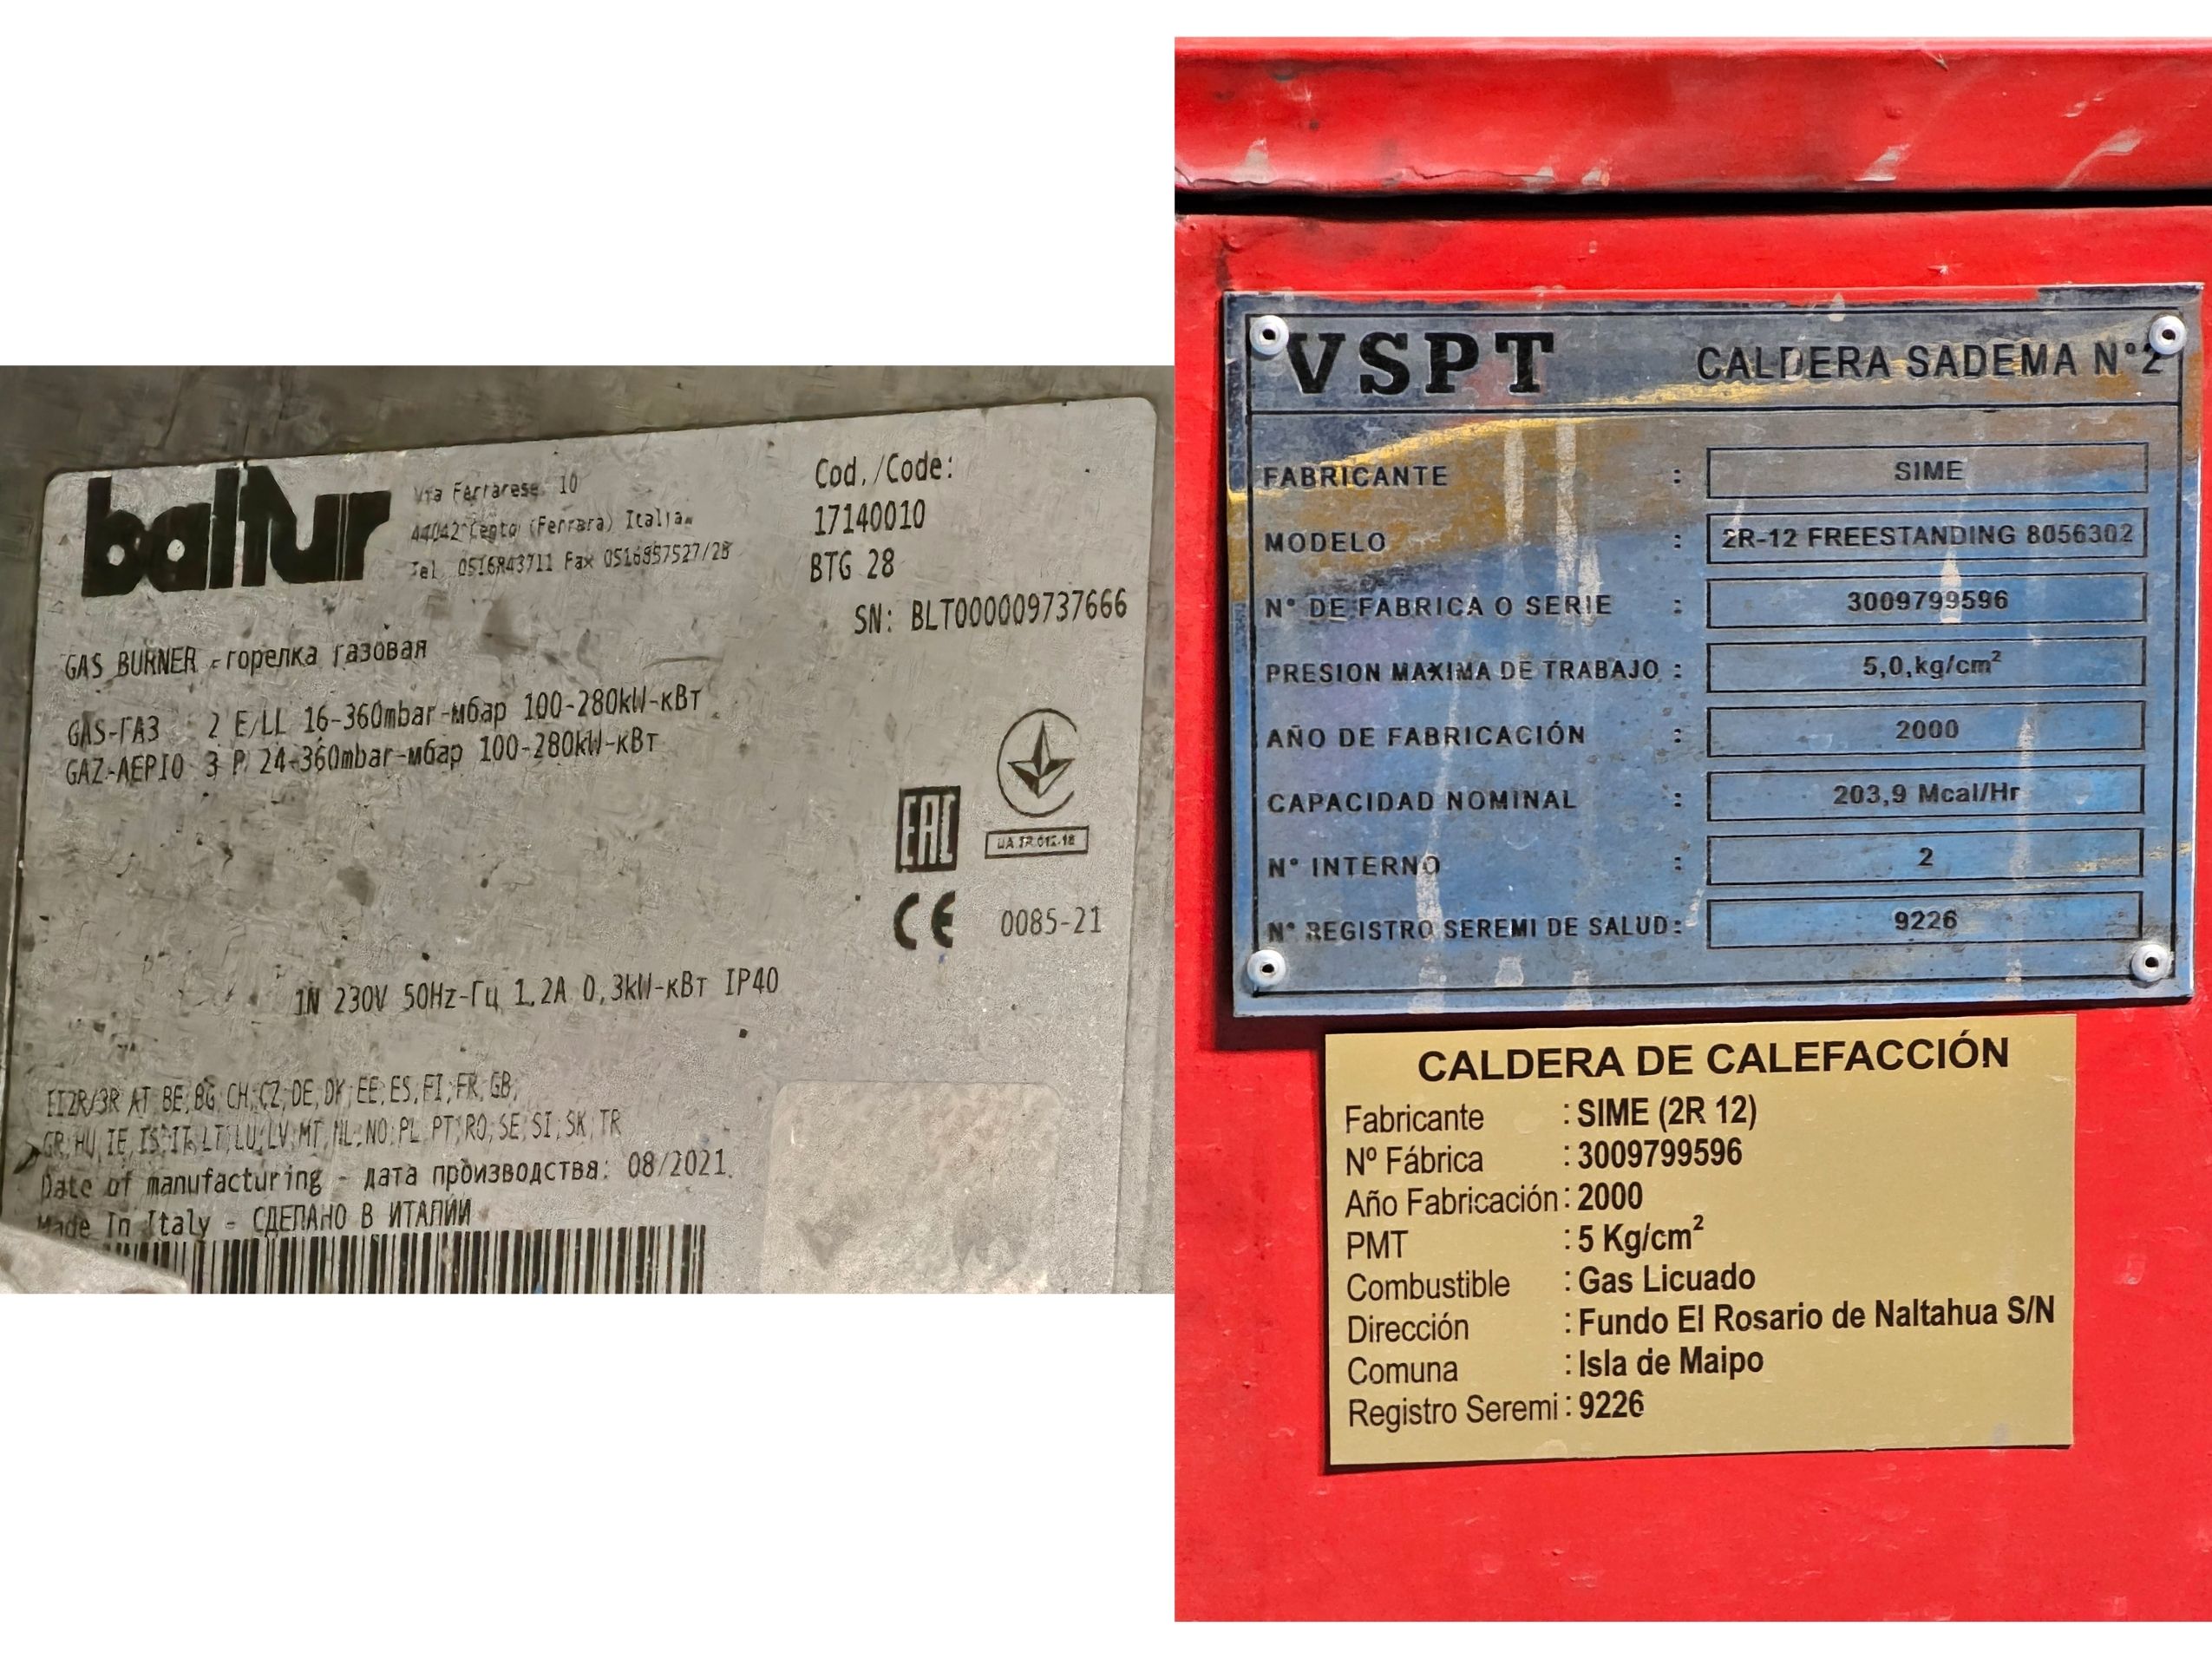 baltur
Via Ferrarese, 10
44042 Cento (Ferrara) Italia
Tel. 0516843711 Fax 0516857527/28
Cod./Code:
17140010
BTG 28
SN: BLT000009737666
GAS BURNER - горелка газовая
GAS-ГАЗ 2 E/LL 16-360mbar-мбар 100-280kW-кВт
GAZ-AEPIO 3 P 24-360mbar-мбар 100-280kW-кВт
EAC
UA.TR.012-18
CE 0085-21
1N 230V 50Hz-Гц 1,2A 0,3kW-кВт IP40
II2R/3R AT, BE, BG, CH, CZ, DE, DK, EE, ES, FI, FR, GB,
GR, HU, IE, IS, IT, LT, LU, LV, MT, NL, NO, PL, PT, RO, SE, SI, SK, TR
Date of manufacturing - дата производства: 08/2021
Made In Italy - СДЕЛАНО В ИТАЛИИ
VSPT CALDERA SADEMA N°2
FABRICANTE : SIME
MODELO : 2R-12 FREESTANDING 8056302
N° DE FABRICA O SERIE : 3009799596
PRESION MAXIMA DE TRABAJO : 5,0,kg/cm²
AÑO DE FABRICACIÓN : 2000
CAPACIDAD NOMINAL : 203,9 Mcal/Hr
N° INTERNO : 2
N° REGISTRO SEREMI DE SALUD: 9226
CALDERA DE CALEFACCIÓN
Fabricante : SIME (2R 12)
Nº Fábrica : 3009799596
Año Fabricación : 2000
PMT : 5 Kg/cm²
Combustible : Gas Licuado
Dirección : Fundo El Rosario de Naltahua S/N
Comuna : Isla de Maipo
Registro Seremi : 9226